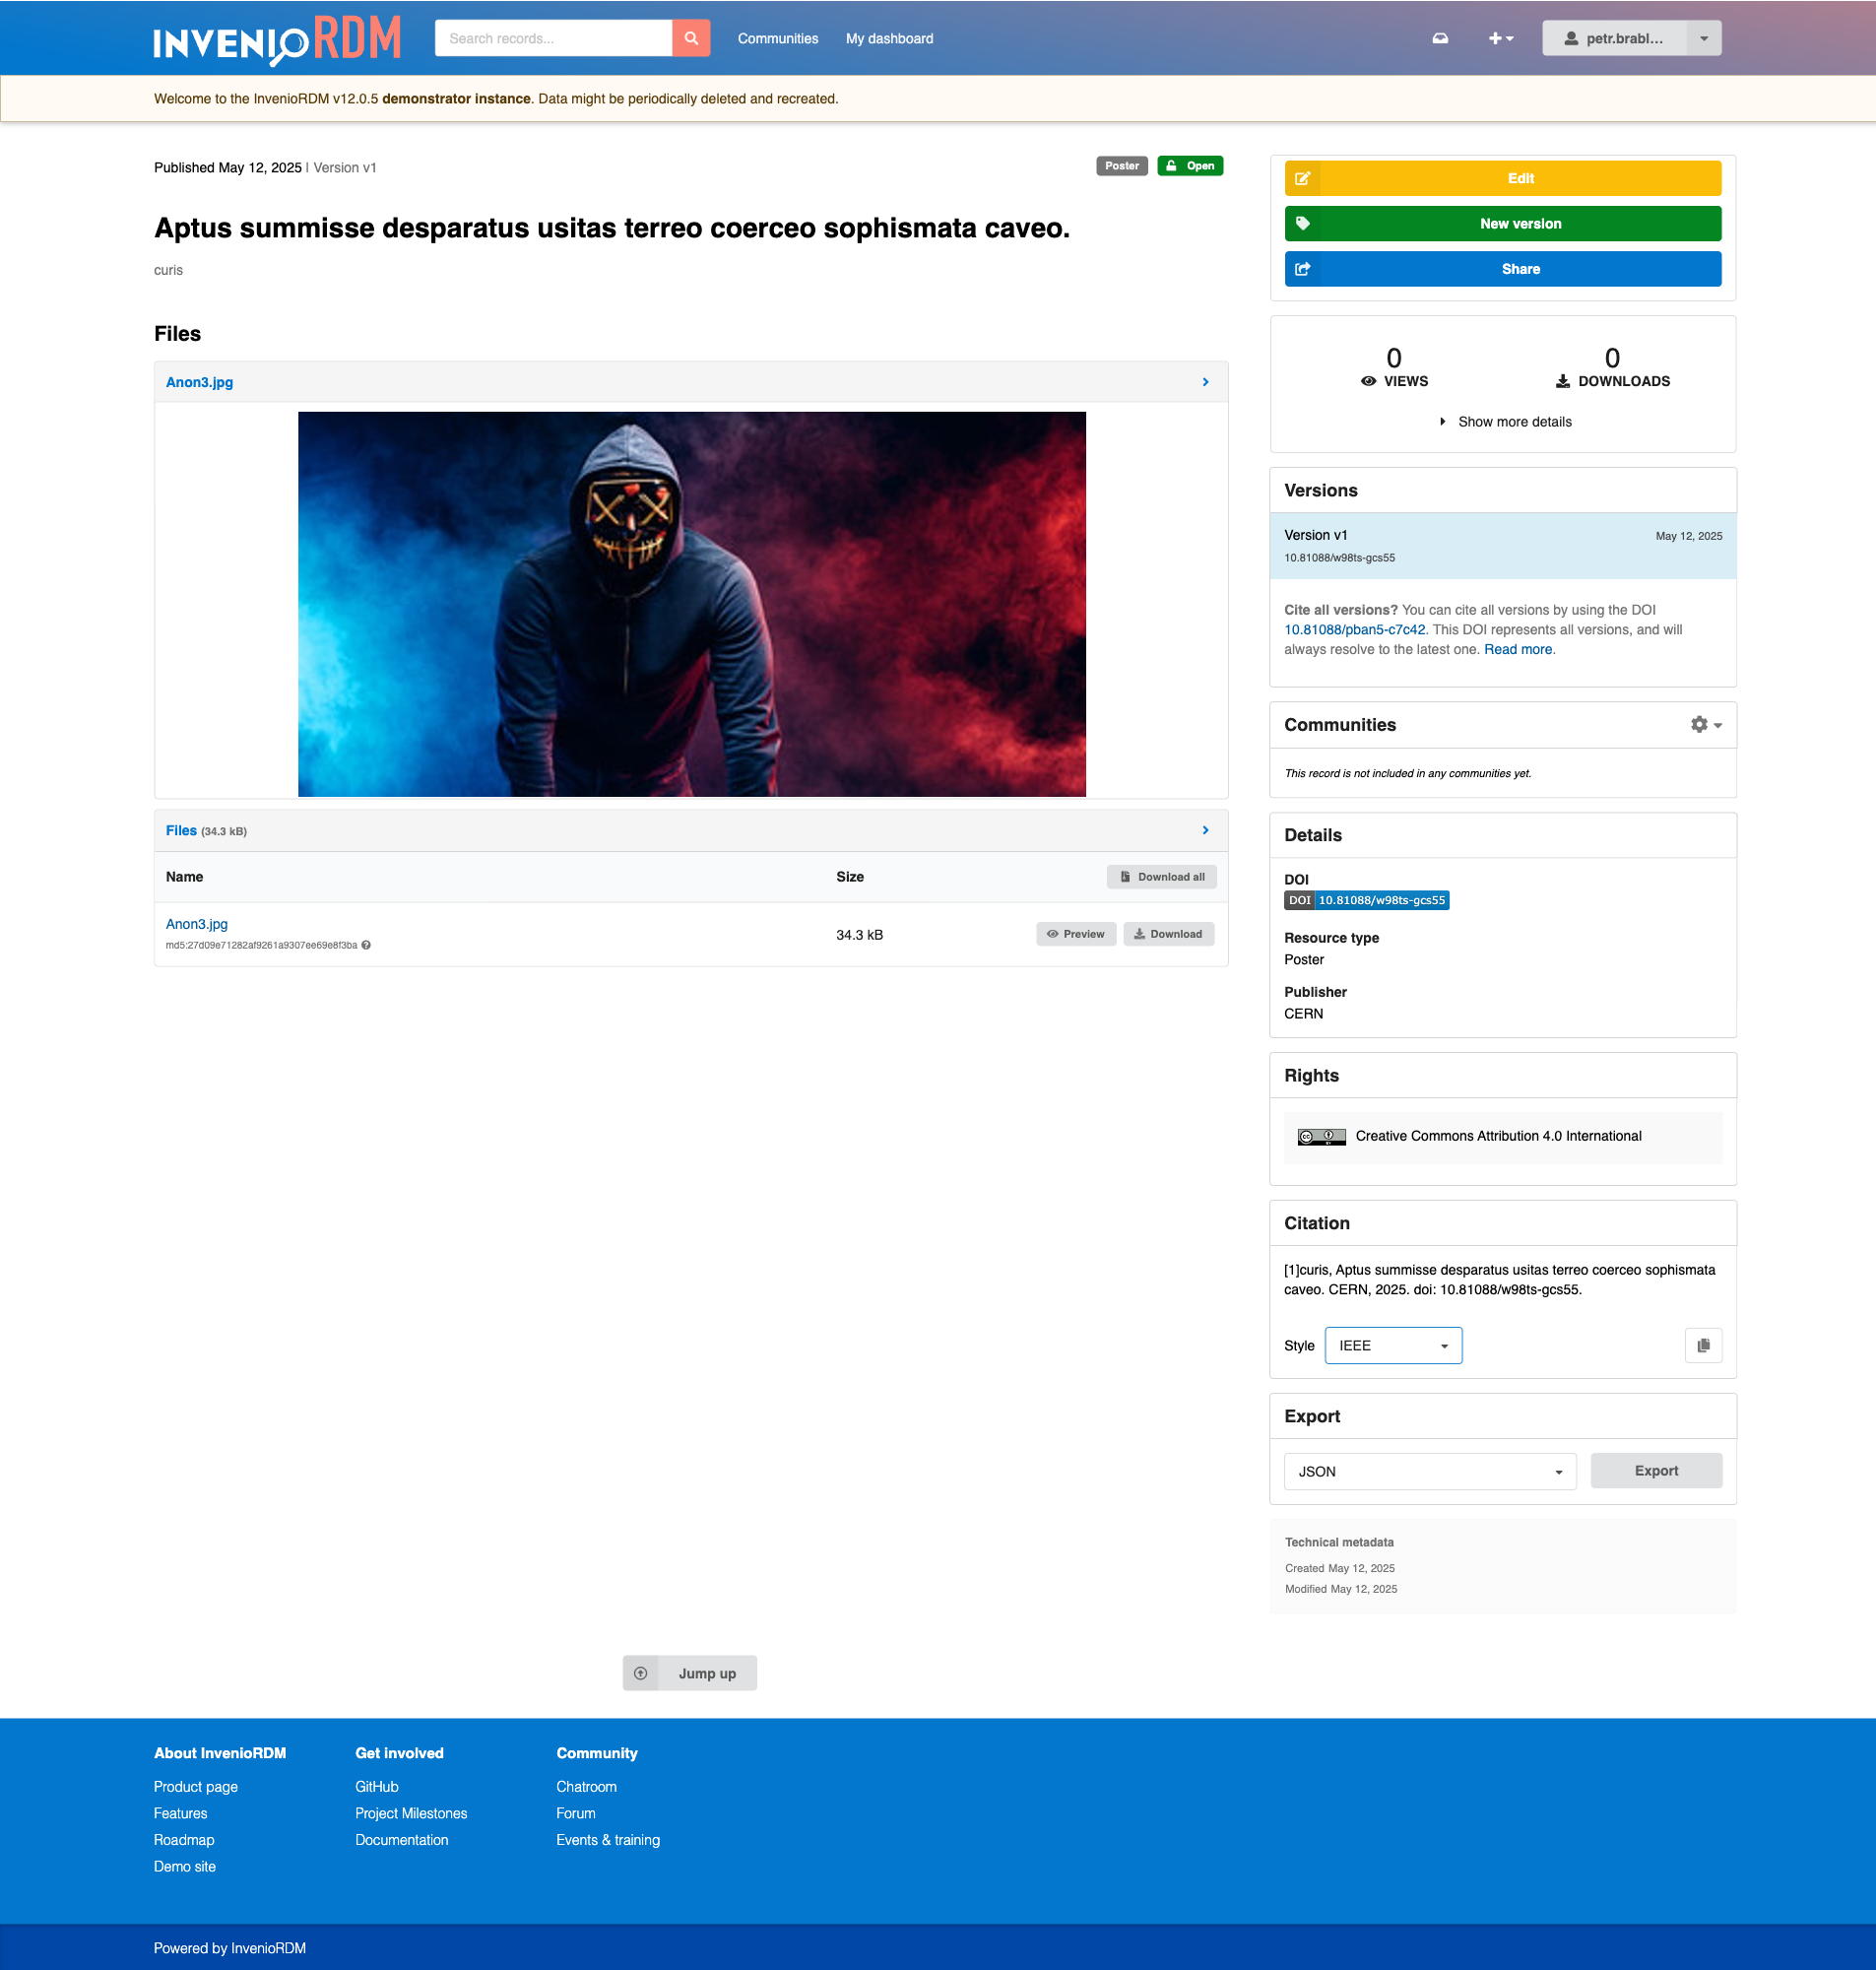 INVENIORDM
Search records...
Communities
My dashboard
petr.brabl...
Welcome to the InvenioRDM v12.0.5 demonstrator instance. Data might be periodically deleted and recreated.
Published May 12, 2025 | Version v1
Poster
Open
Aptus summisse desparatus usitas terreo coerceo sophismata caveo.
curis
Files
Anon3.jpg
Files (34.3 kB)
Name Size Download all
Anon3.jpg
md5:27d09e71282af9261a9307ee69e8f3ba
34.3 kB
Preview
Download
Edit
New version
Share
0
VIEWS
0
DOWNLOADS
Show more details
Versions
Version v1 May 12, 2025
10.81088/w98ts-gcs55
Cite all versions? You can cite all versions by using the DOI
10.81088/pban5-c7c42. This DOI represents all versions, and will
always resolve to the latest one. Read more.
Communities
This record is not included in any communities yet.
Details
DOI
DOI 10.81088/w98ts-gcs55
Resource type
Poster
Publisher
CERN
Rights
Creative Commons Attribution 4.0 International
Citation
[1]curis, Aptus summisse desparatus usitas terreo coerceo sophismata
caveo. CERN, 2025. doi: 10.81088/w98ts-gcs55.
Style IEEE
Export
JSON Export
Technical metadata
Created May 12, 2025
Modified May 12, 2025
Jump up
About InvenioRDM
Product page
Features
Roadmap
Demo site
Get involved
GitHub
Project Milestones
Documentation
Community
Chatroom
Forum
Events & training
Powered by InvenioRDM